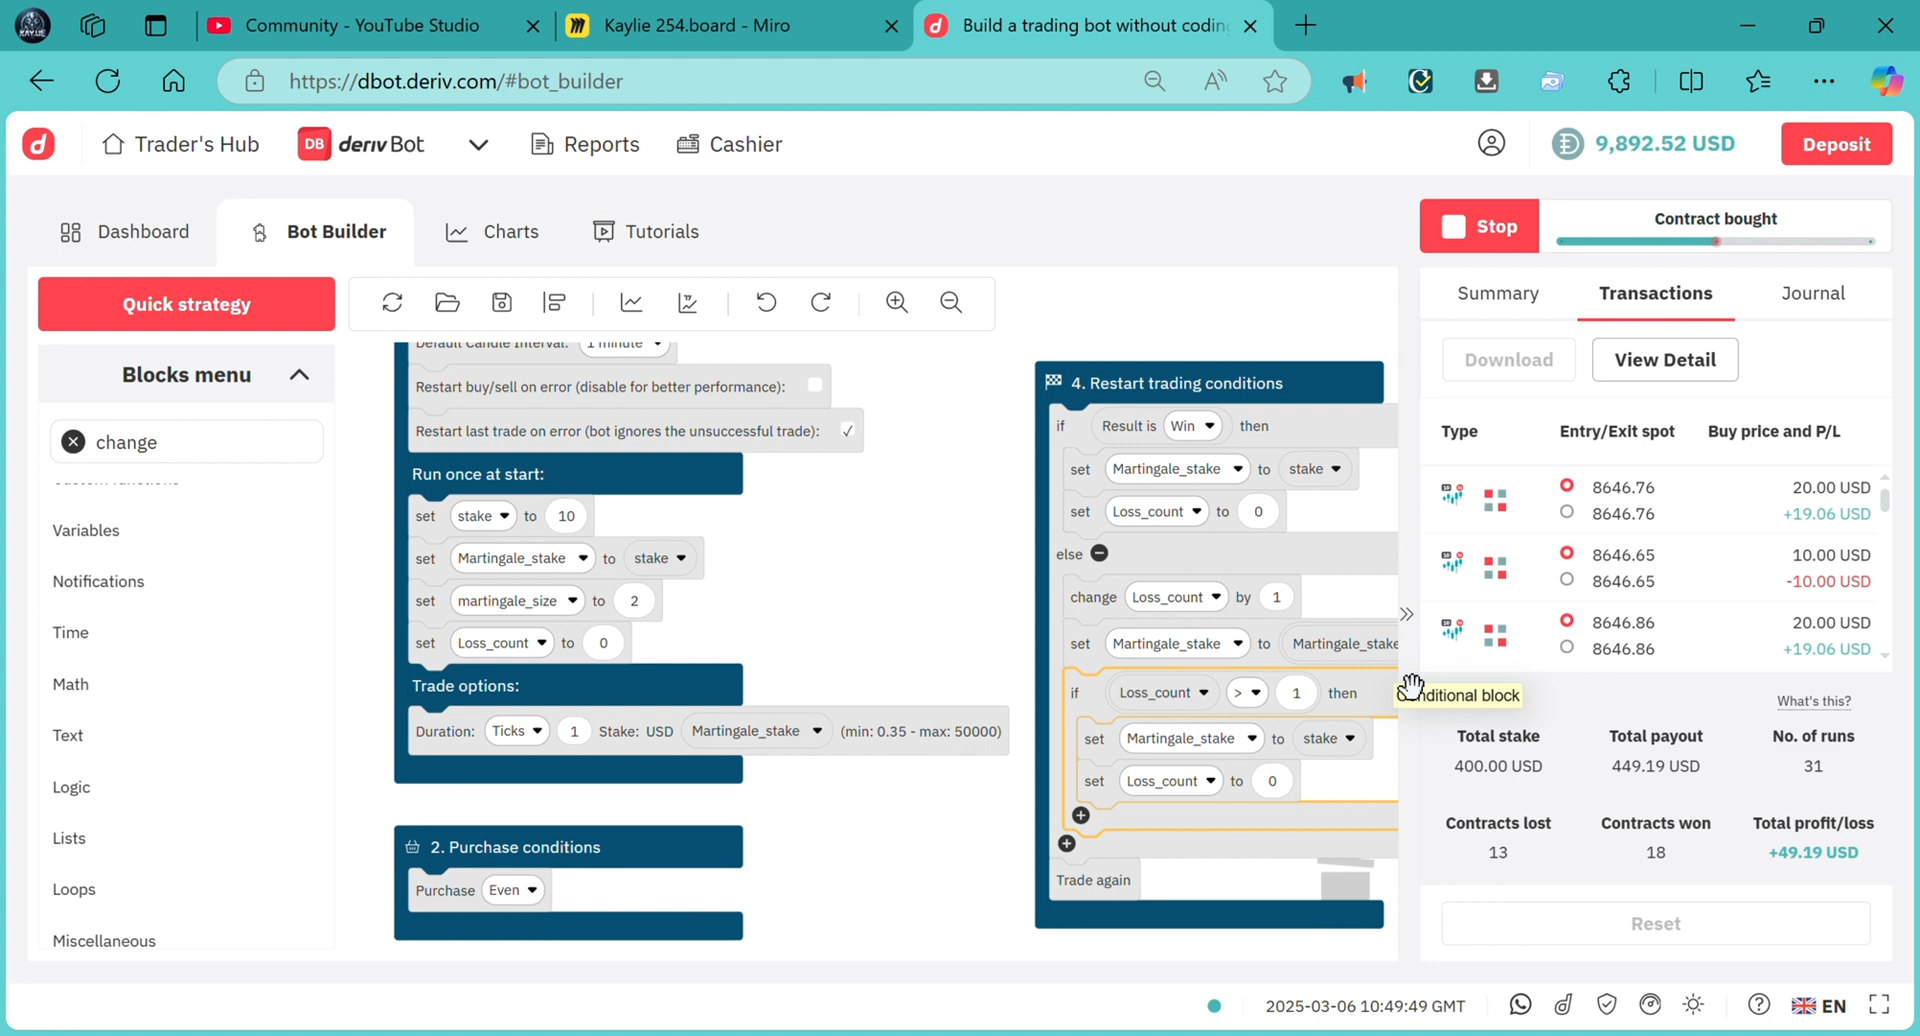 Community - YouTube Studio
Kaylie 254.board - Miro
Build a trading bot without coding
https://dbot.deriv.com/#bot_builder
Trader's Hub
DB deriv Bot
Reports
Cashier
9,892.52 USD
Deposit
Dashboard
Bot Builder
Charts
Tutorials
Stop
Contract bought
Quick strategy
Summary
Transactions
Journal
Download
View Detail
Blocks menu
change
Variables
Notifications
Time
Math
Text
Logic
Lists
Loops
Miscellaneous
Default Candle Interval: 1 minute
Restart buy/sell on error (disable for better performance):
Restart last trade on error (bot ignores the unsuccessful trade): ✓
Run once at start:
set stake to 10
set Martingale_stake to stake
set martingale_size to 2
set Loss_count to 0
Trade options:
Duration: Ticks 1 Stake: USD Martingale_stake (min: 0.35 - max: 50000)
2. Purchase conditions
Purchase Even
4. Restart trading conditions
if Result is Win then
set Martingale_stake to stake
set Loss_count to 0
else
change Loss_count by 1
set Martingale_stake to Martingale_stake
if Loss_count > 1 then
set Martingale_stake to stake
set Loss_count to 0
Trade again
Conditional block
Type Entry/Exit spot Buy price and P/L
8646.76 20.00 USD
8646.76 +19.06 USD
8646.65 10.00 USD
8646.65 -10.00 USD
8646.86 20.00 USD
8646.86 +19.06 USD
What's this?
Total stake Total payout No. of runs
400.00 USD 449.19 USD 31
Contracts lost Contracts won Total profit/loss
13 18 +49.19 USD
Reset
2025-03-06 10:49:49 GMT
EN